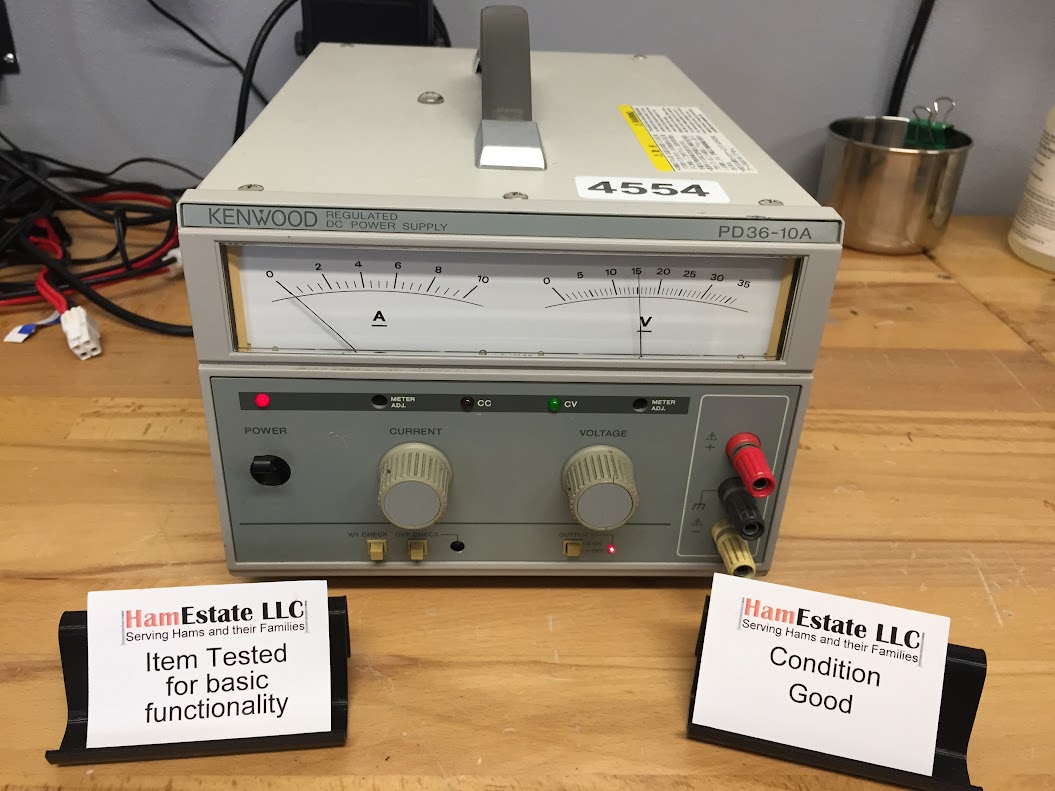 4554
KENWOOD REGULATED
DC POWER SUPPLY
PD36-10A
0 2 4 6 8 10
A
0 5 10 15 20 25 30 35
V
METER
ADJ.
CC
CV
METER
ADJ.
POWER
CURRENT
VOLTAGE
+
-
V/I CHECK
OVP CHECK
OUTPUT
HamEstate LLC
Serving Hams and their Families
Item Tested
for basic
functionality
HamEstate LLC
Serving Hams and their Families
Condition
Good